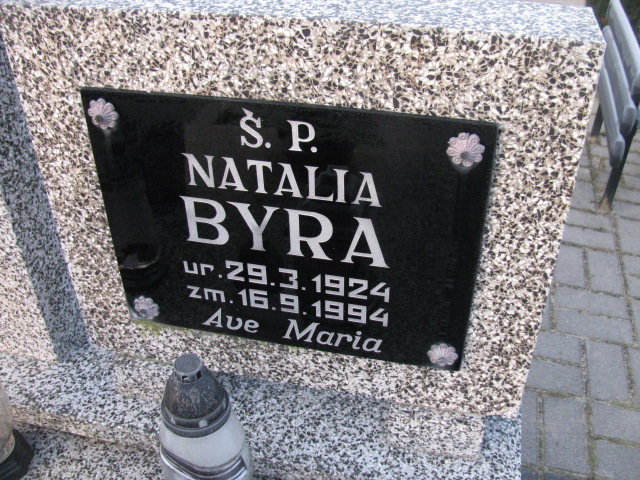 Ś. P.
NATALIA
BYRA
ur. 29.3.1924
zm. 16.9.1994
Ave Maria